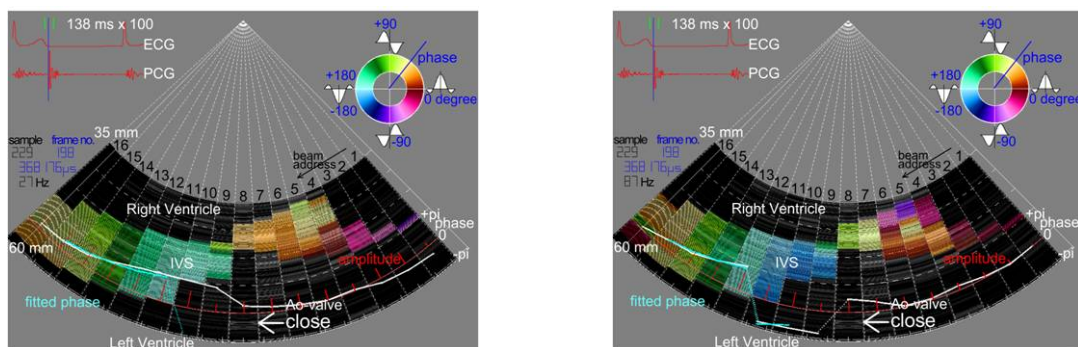 138 ms x 100
ECG
PCG
+90
phase
+180
0 degree
-180
-90
sample frame no.
229 198
368176μs
27 Hz
35 mm
16
15
14
13
12
11
10
9
8
7
6
5
4
3
2
1
beam
address
Right Ventricle
+pi
phase
0
-pi
60 mm
IVS
amplitude
fitted phase
Ao-valve
close
Left Ventricle
138 ms x 100
ECG
PCG
+90
phase
+180
0 degree
-180
-90
sample frame no.
229 198
368176μs
87 Hz
35 mm
16
15
14
13
12
11
10
9
8
7
6
5
4
3
2
1
beam
address
Right Ventricle
+pi
phase
0
-pi
60 mm
IVS
amplitude
fitted phase
Ao-valve
close
Left Ventricle